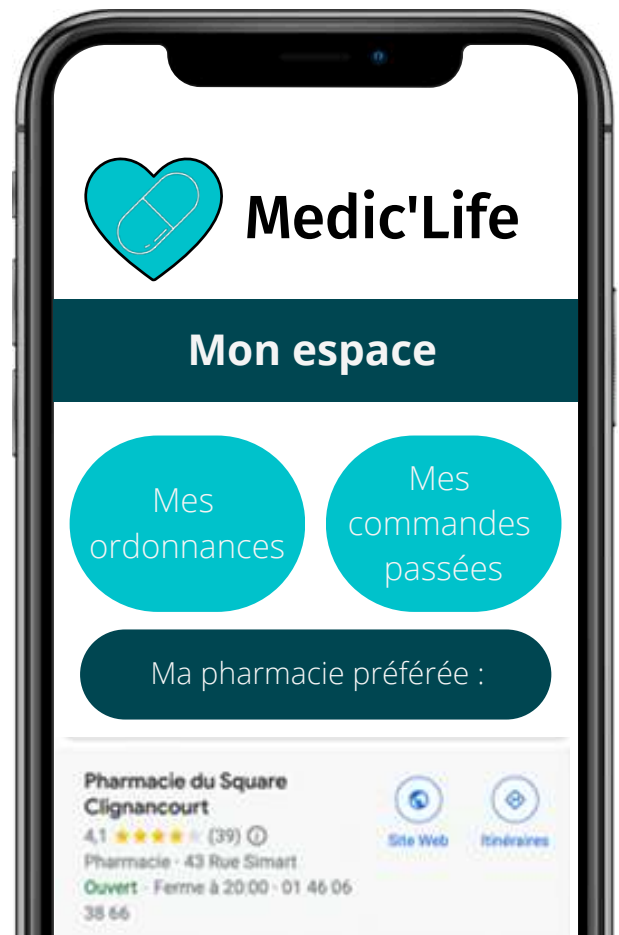 Medic'Life
Mon espace
Mes
ordonnances
Mes
commandes
passées
Ma pharmacie préférée :
Pharmacie du Square
Clignancourt
4,1 (39)
Pharmacie · 43 Rue Simart
Ouvert · Ferme à 20:00 · 01 46 06
38 66
Site Web
Itinéraires